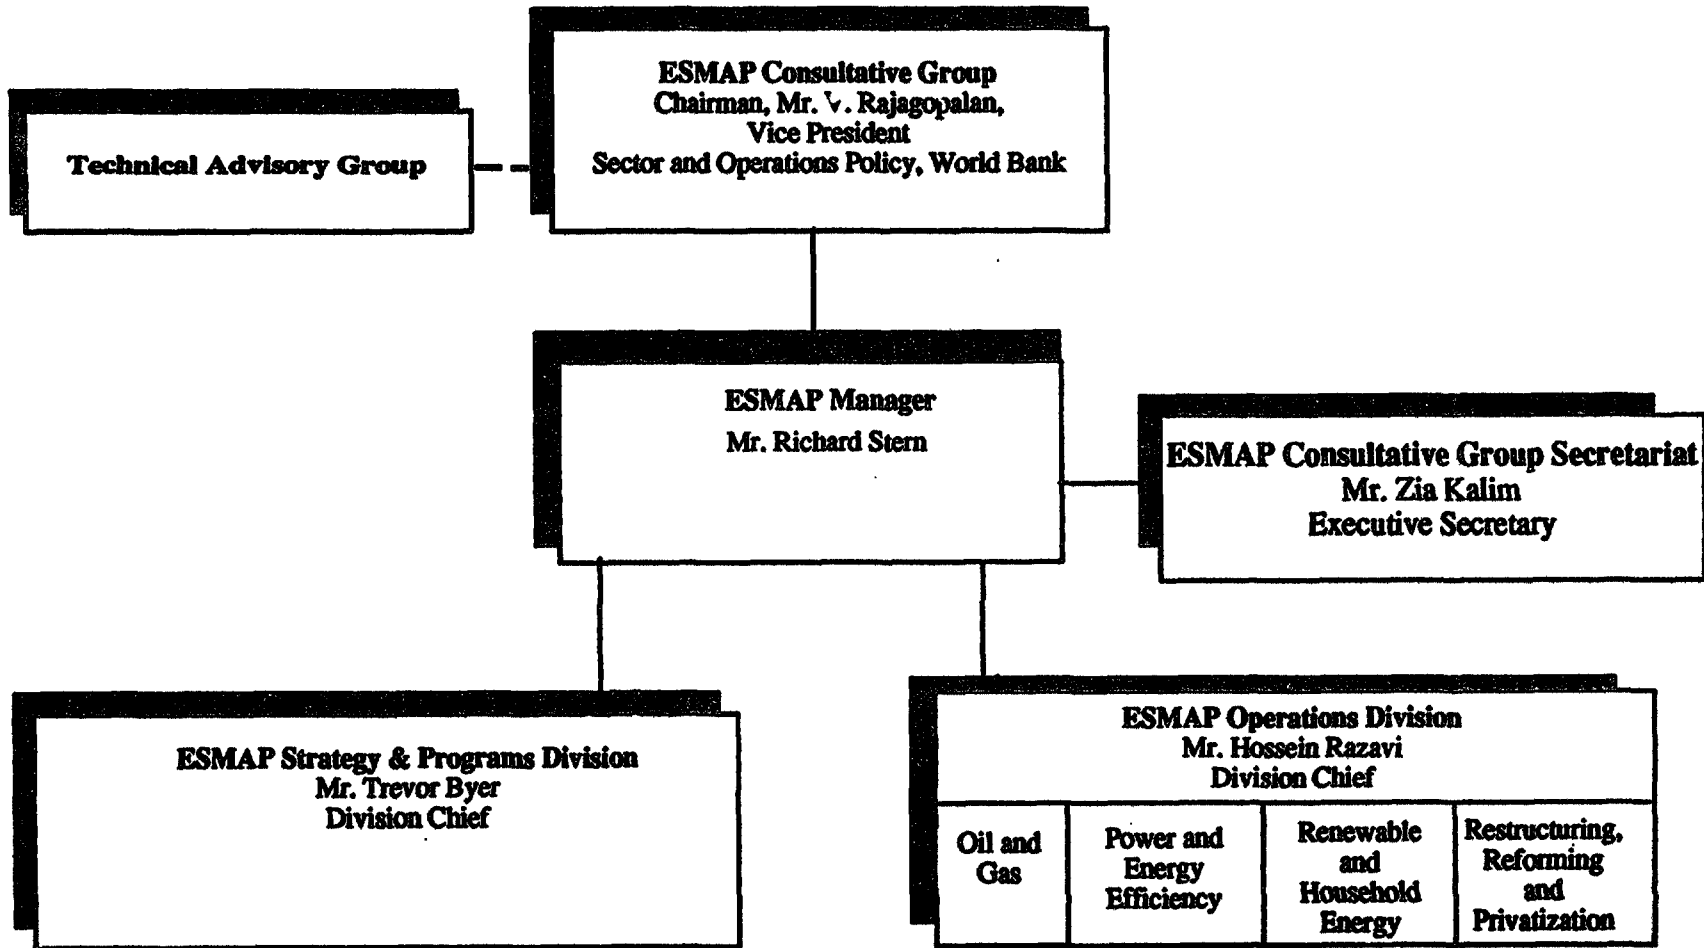 ESMAP Consultative Group
Chairman, Mr. V. Rajagopalan,
Vice President
Sector and Operations Policy, World Bank
Technical Advisory Group
ESMAP Manager
Mr. Richard Stern
ESMAP Consultative Group Secretariat
Mr. Zia Kalim
Executive Secretary
ESMAP Strategy & Programs Division
Mr. Trevor Byer
Division Chief
ESMAP Operations Division
Mr. Hossein Razavi
Division Chief
Oil and
Gas
Power and
Energy
Efficiency
Renewable
and
Household
Energy
Restructuring,
Reforming
and
Privatization